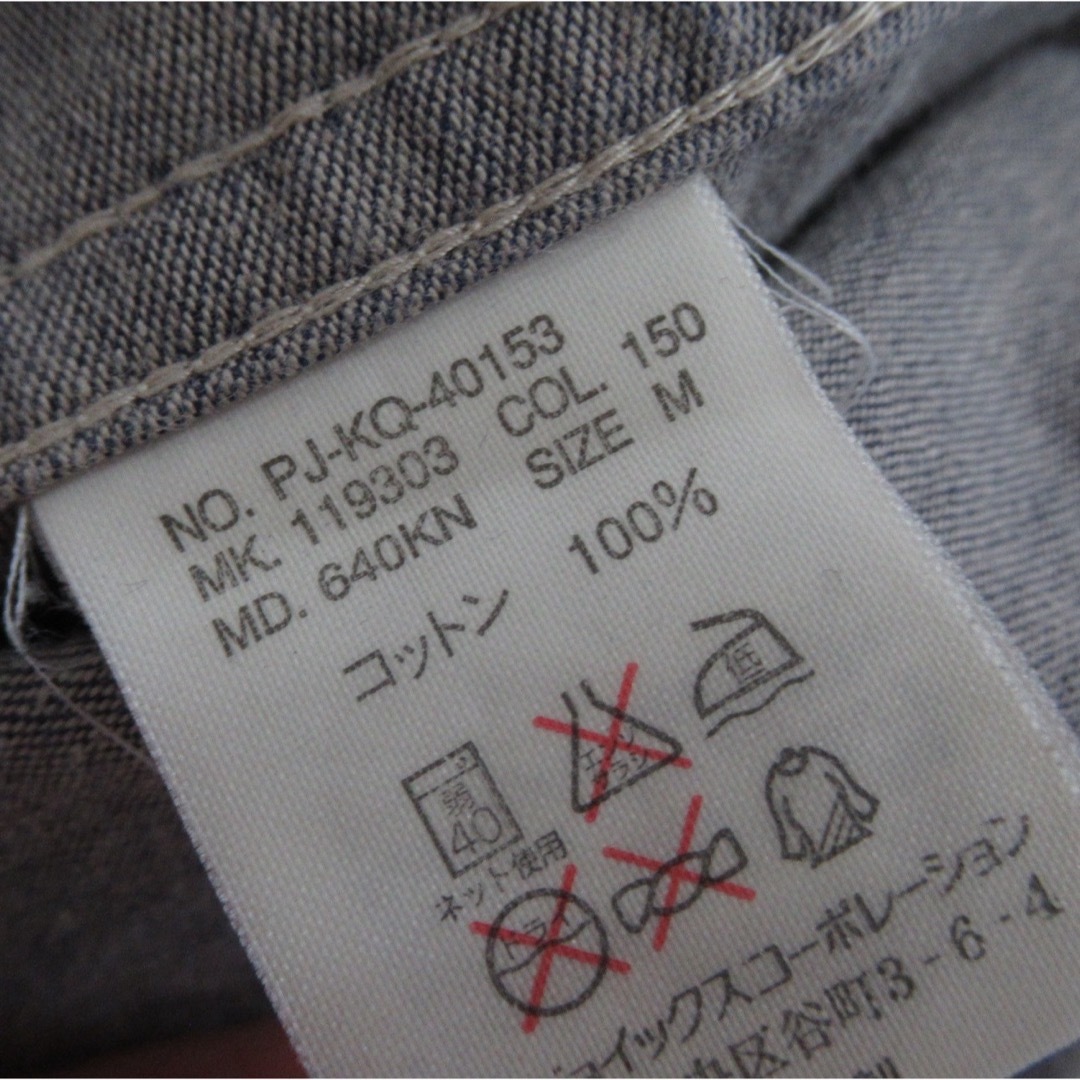 NO. PJ-KQ-40153
MK. 119303 COL. 150
MD. 640KN SIZE M
コットン 100%
低
エンソ
サラシ
弱
40
ネット使用
ドライ
ョイックスコーポレーション
区谷町3-6-4